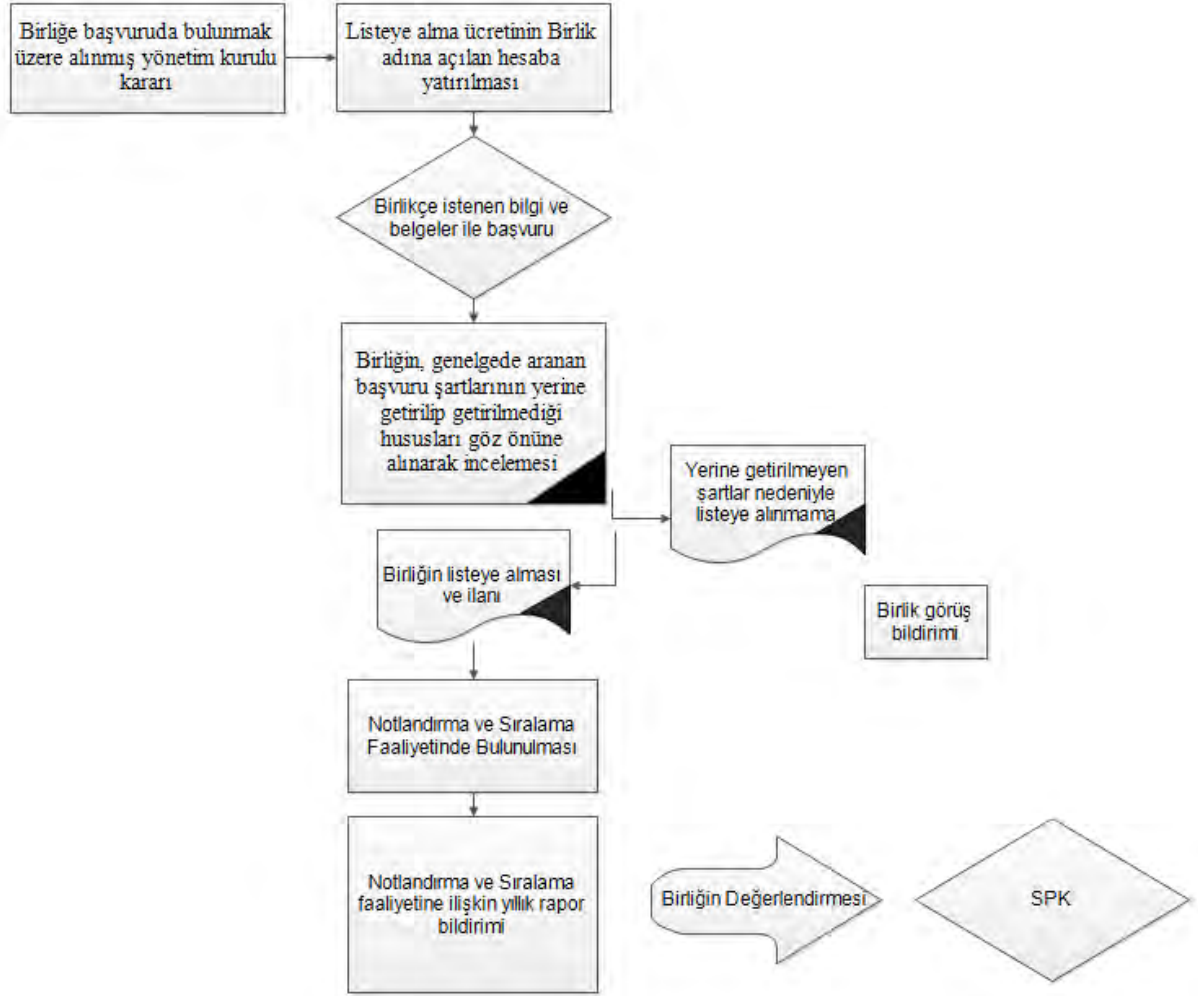 Birliğe başvuruda bulunmak
üzere alınmış yönetim kurulu
kararı
Listeye alma ücretinin Birlik
adına açılan hesaba
yatırılması
Birlikçe istenen bilgi ve
belgeler ile başvuru
Birliğin, genelgede aranan
başvuru şartlarının yerine
getirilip getirilmediği
hususları göz önüne
alınarak incelemesi
Yerine getirilmeyen
şartlar nedeniyle
listeye alınmama
Birliğin listeye alması
ve ilanı
Birlik görüş
bildirimi
Notlandırma ve Sıralama
Faaliyetinde Bulunulması
Notlandırma ve Sıralama
faaliyetine ilişkin yıllık rapor
bildirimi
Birliğin Değerlendirmesi
SPK